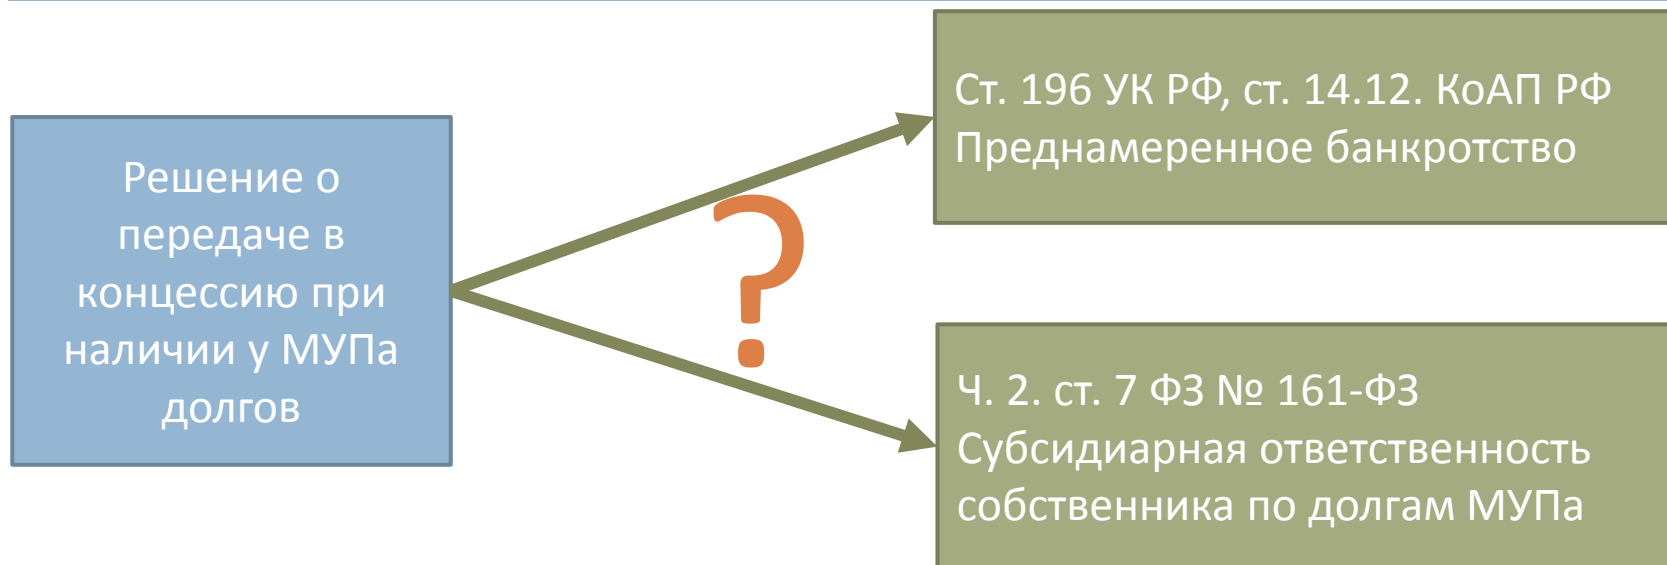 Решение о
передаче в
концессию при
наличии у МУПа
долгов
?
Ст. 196 УК РФ, ст. 14.12. КоАП РФ
Преднамеренное банкротство
Ч. 2. ст. 7 ФЗ № 161-ФЗ
Субсидиарная ответственность
собственника по долгам МУПа